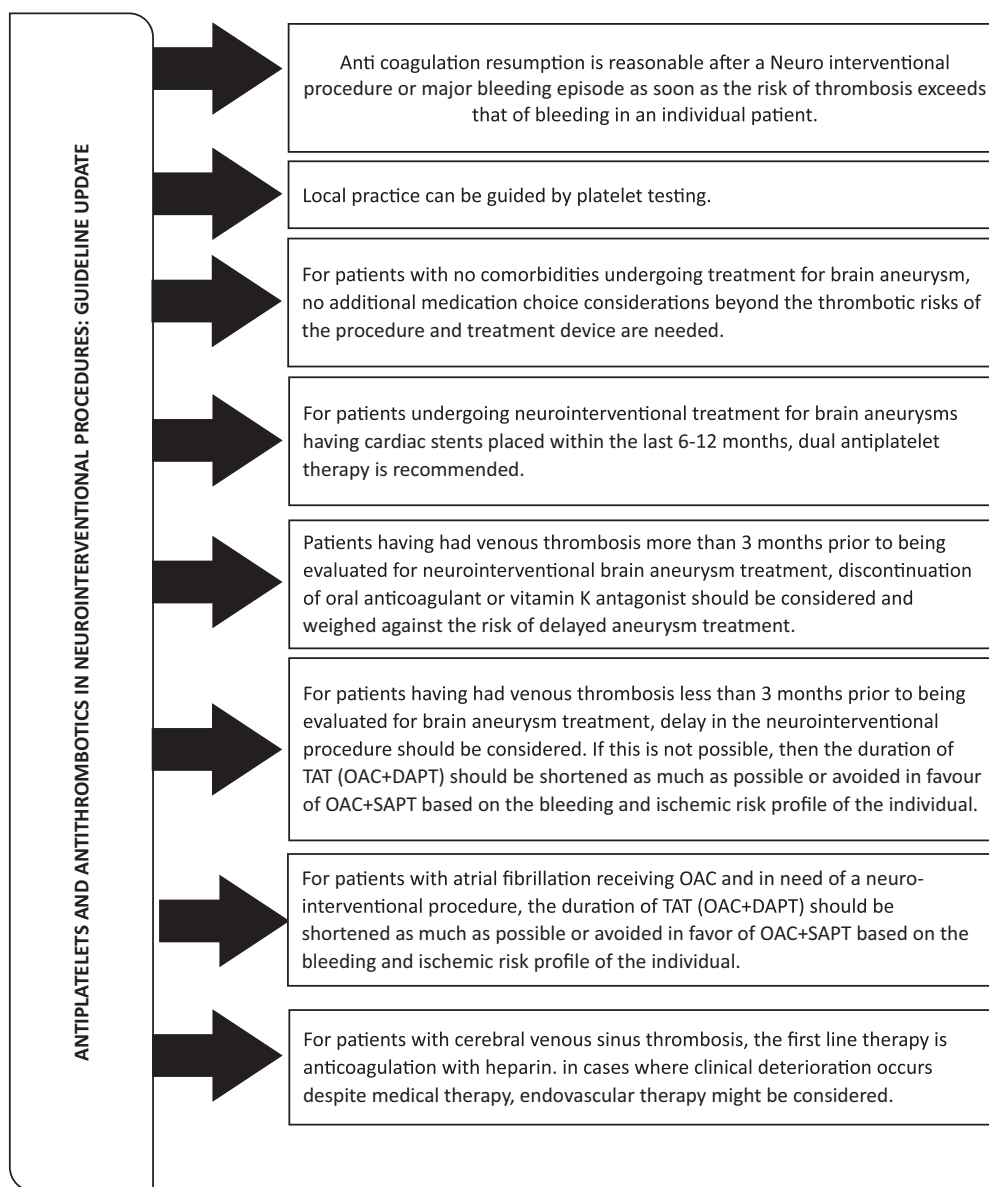 ANTIPLATELETS AND ANTITHROMBOTICS IN NEUROINTERVENTIONAL PROCEDURES: GUIDELINE UPDATE
Anti coagulation resumption is reasonable after a Neuro interventional
procedure or major bleeding episode as soon as the risk of thrombosis exceeds
that of bleeding in an individual patient.
Local practice can be guided by platelet testing.
For patients with no comorbidities undergoing treatment for brain aneurysm,
no additional medication choice considerations beyond the thrombotic risks of
the procedure and treatment device are needed.
For patients undergoing neurointerventional treatment for brain aneurysms
having cardiac stents placed within the last 6-12 months, dual antiplatelet
therapy is recommended.
Patients having had venous thrombosis more than 3 months prior to being
evaluated for neurointerventional brain aneurysm treatment, discontinuation
of oral anticoagulant or vitamin K antagonist should be considered and
weighed against the risk of delayed aneurysm treatment.
For patients having had venous thrombosis less than 3 months prior to being
evaluated for brain aneurysm treatment, delay in the neurointerventional
procedure should be considered. If this is not possible, then the duration of
TAT (OAC+DAPT) should be shortened as much as possible or avoided in favour
of OAC+SAPT based on the bleeding and ischemic risk profile of the individual.
For patients with atrial fibrillation receiving OAC and in need of a neuro-
interventional procedure, the duration of TAT (OAC+DAPT) should be
shortened as much as possible or avoided in favor of OAC+SAPT based on the
bleeding and ischemic risk profile of the individual.
For patients with cerebral venous sinus thrombosis, the first line therapy is
anticoagulation with heparin. in cases where clinical deterioration occurs
despite medical therapy, endovascular therapy might be considered.